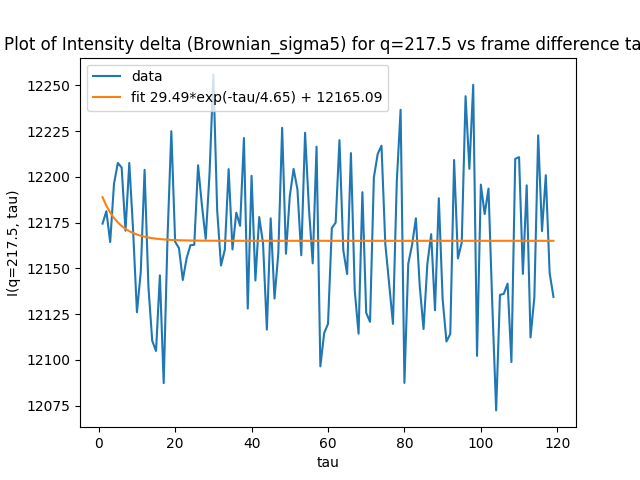 Plot of Intensity delta (Brownian_sigma5) for q=217.5 vs frame difference ta
data
fit 29.49*exp(-tau/4.65) + 12165.09
I(q=217.5, tau)
12250
12225
12200
12175
12150
12125
12100
12075
0 20 40 60 80 100 120
tau